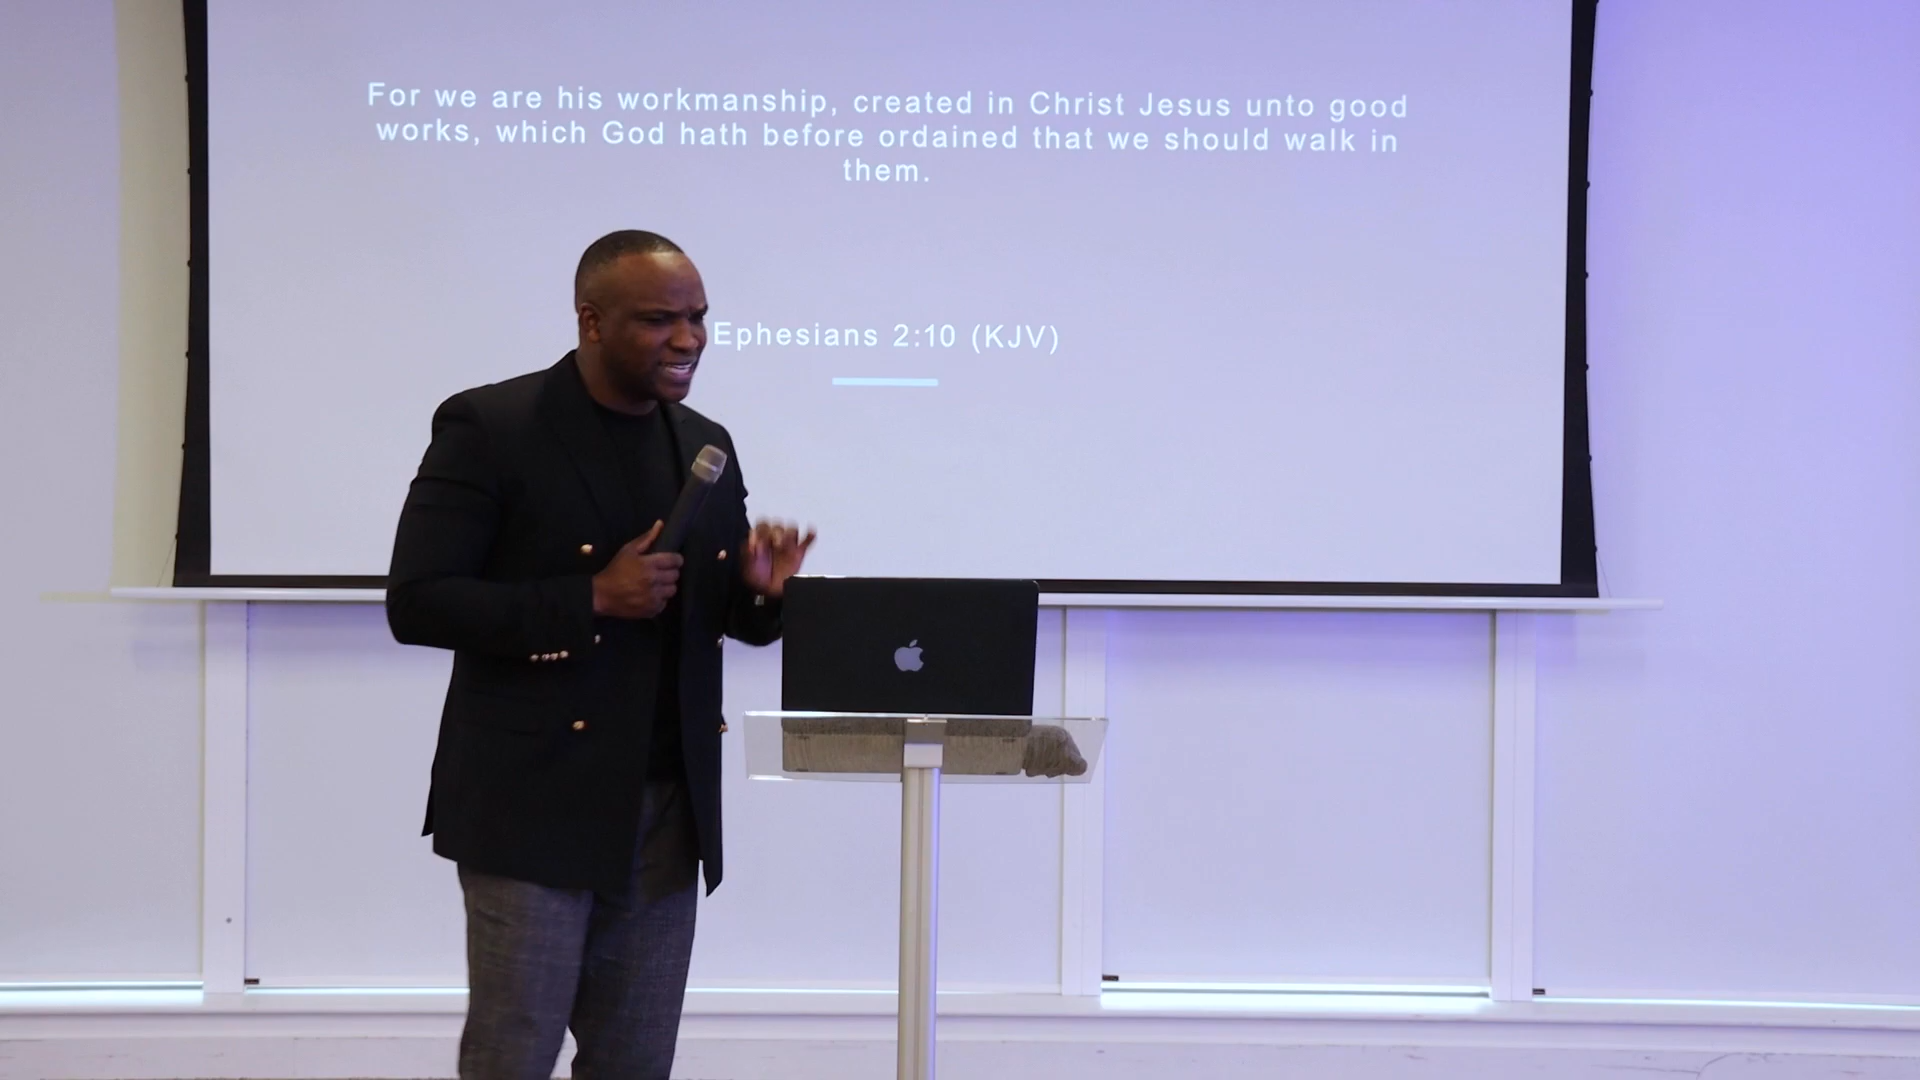 For we are his workmanship, created in Christ Jesus unto good
works, which God hath before ordained that we should walk in
them.
Ephesians 2:10 (KJV)